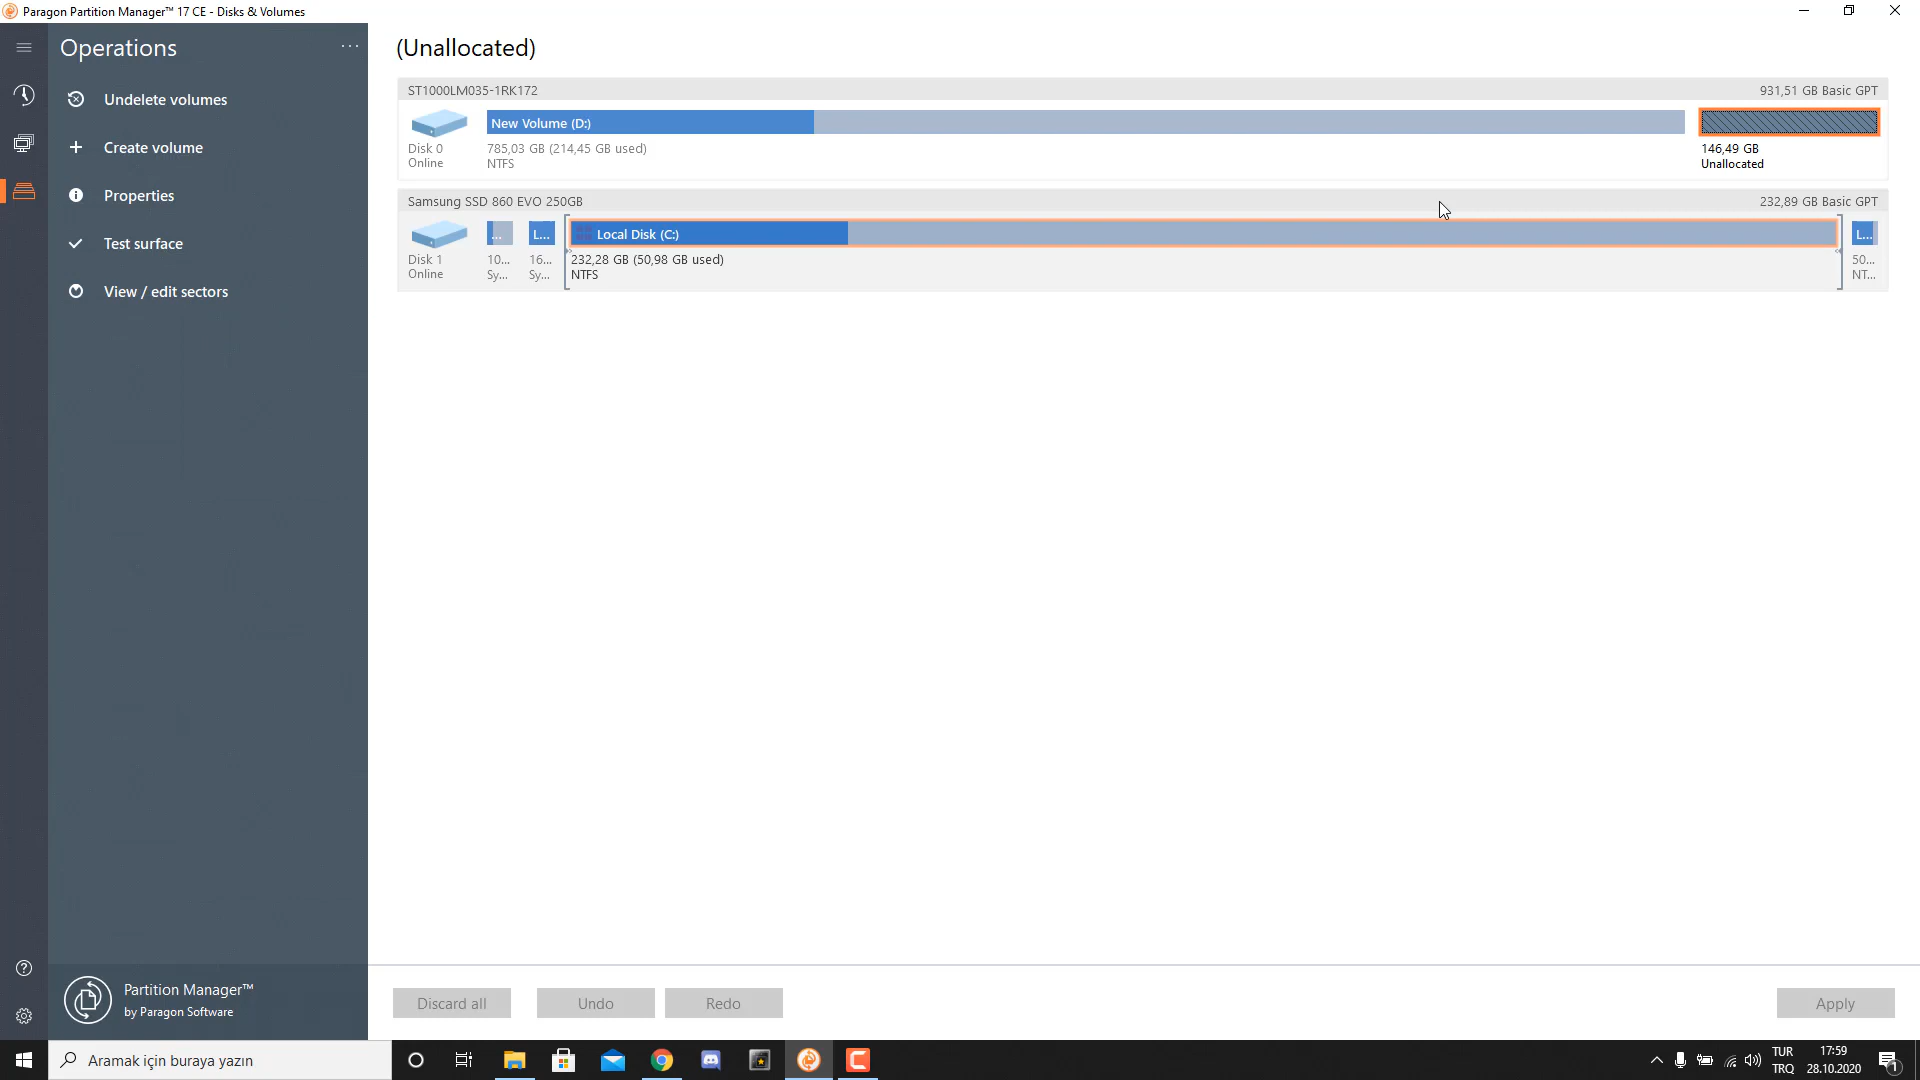 Paragon Partition Manager™ 17 CE - Disks & Volumes
Operations
...
Undelete volumes
Create volume
Properties
Test surface
View / edit sectors
Partition Manager™
by Paragon Software
(Unallocated)
ST1000LM035-1RK172
931,51 GB Basic GPT
Disk 0
Online
New Volume (D:)
785,03 GB (214,45 GB used)
NTFS
146,49 GB
Unallocated
Samsung SSD 860 EVO 250GB
232,89 GB Basic GPT
Disk 1
Online
...
10...
Sy...
L...
16...
Sy...
Local Disk (C:)
232,28 GB (50,98 GB used)
NTFS
L...
50...
NT...
Discard all
Undo
Redo
Apply
Aramak için buraya yazın
TUR
TRQ
17:59
28.10.2020
1